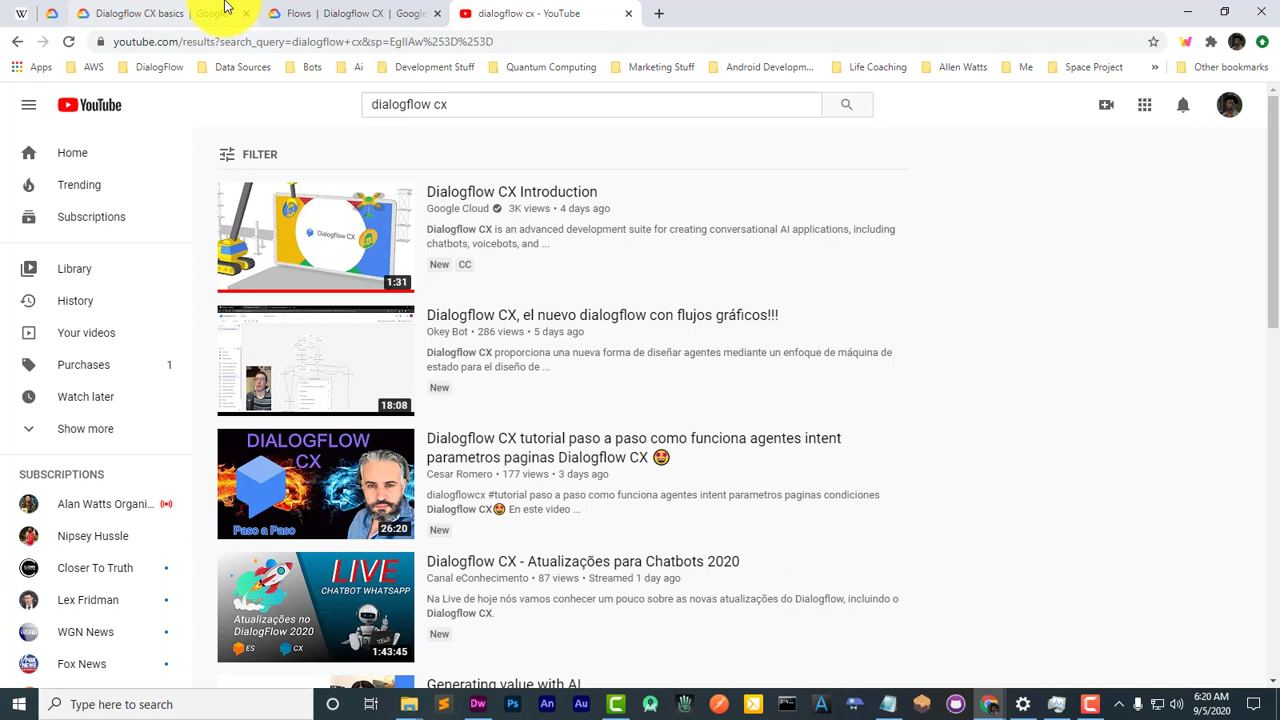 Dialogflow CX basics | Google
Flows | Google Cloud
dialogflow cx - YouTube
youtube.com/results?search_query=dialogflow+cx&sp=EgIIA%253D%253D
Apps AWS DialogFlow Data Sources Bots Ai Development Stuff Quantum Computing Marketing Stuff Android Developm... Life Coaching Allen Watts Me Space Project » Other bookmarks
YouTube
dialogflow cx
Home
Trending
Subscriptions
Library
History
Your videos
Purchases 1
Watch later
Show more
SUBSCRIPTIONS
Alan Watts Organi...
Nipsey Hussle
Closer To Truth
Lex Fridman
WGN News
Fox News
FILTER
Dialogflow CX
1:31
Dialogflow CX Introduction
Google Cloud 3K views • 4 days ago
Dialogflow CX is an advanced development suite for creating conversational AI applications, including
chatbots, voicebots, and ...
New CC
18:08
Dialogflow CX, el nuevo dialogflow con flujos gráficos!!!
Okey Bot • 286 views • 5 days ago
Dialogflow CX proporciona una nueva forma de diseñar agentes mediante un enfoque de máquina de
estado para el diseño de ...
New
DIALOGFLOW
CX
Paso a Paso
26:20
Dialogflow CX tutorial paso a paso como funciona agentes intent
parametros paginas Dialogflow CX 🤩
Cesar Romero • 177 views • 3 days ago
dialogflowcx #tutorial paso a paso como funciona agentes intent parametros paginas condiciones
Dialogflow CX🤩 En este video ...
New
LIVE
CHATBOT WHATSAPP
Atualizações no
DialogFlow 2020
ES CX
1:43:45
Dialogflow CX - Atualizações para Chatbots 2020
Canal eConhecimento • 87 views • Streamed 1 day ago
Na Live de hoje nós vamos conhecer um pouco sobre as novas atualizações do Dialogflow, incluindo o
Dialogflow CX.
New
Generating value with AI
Type here to search
6:20 AM
9/5/2020